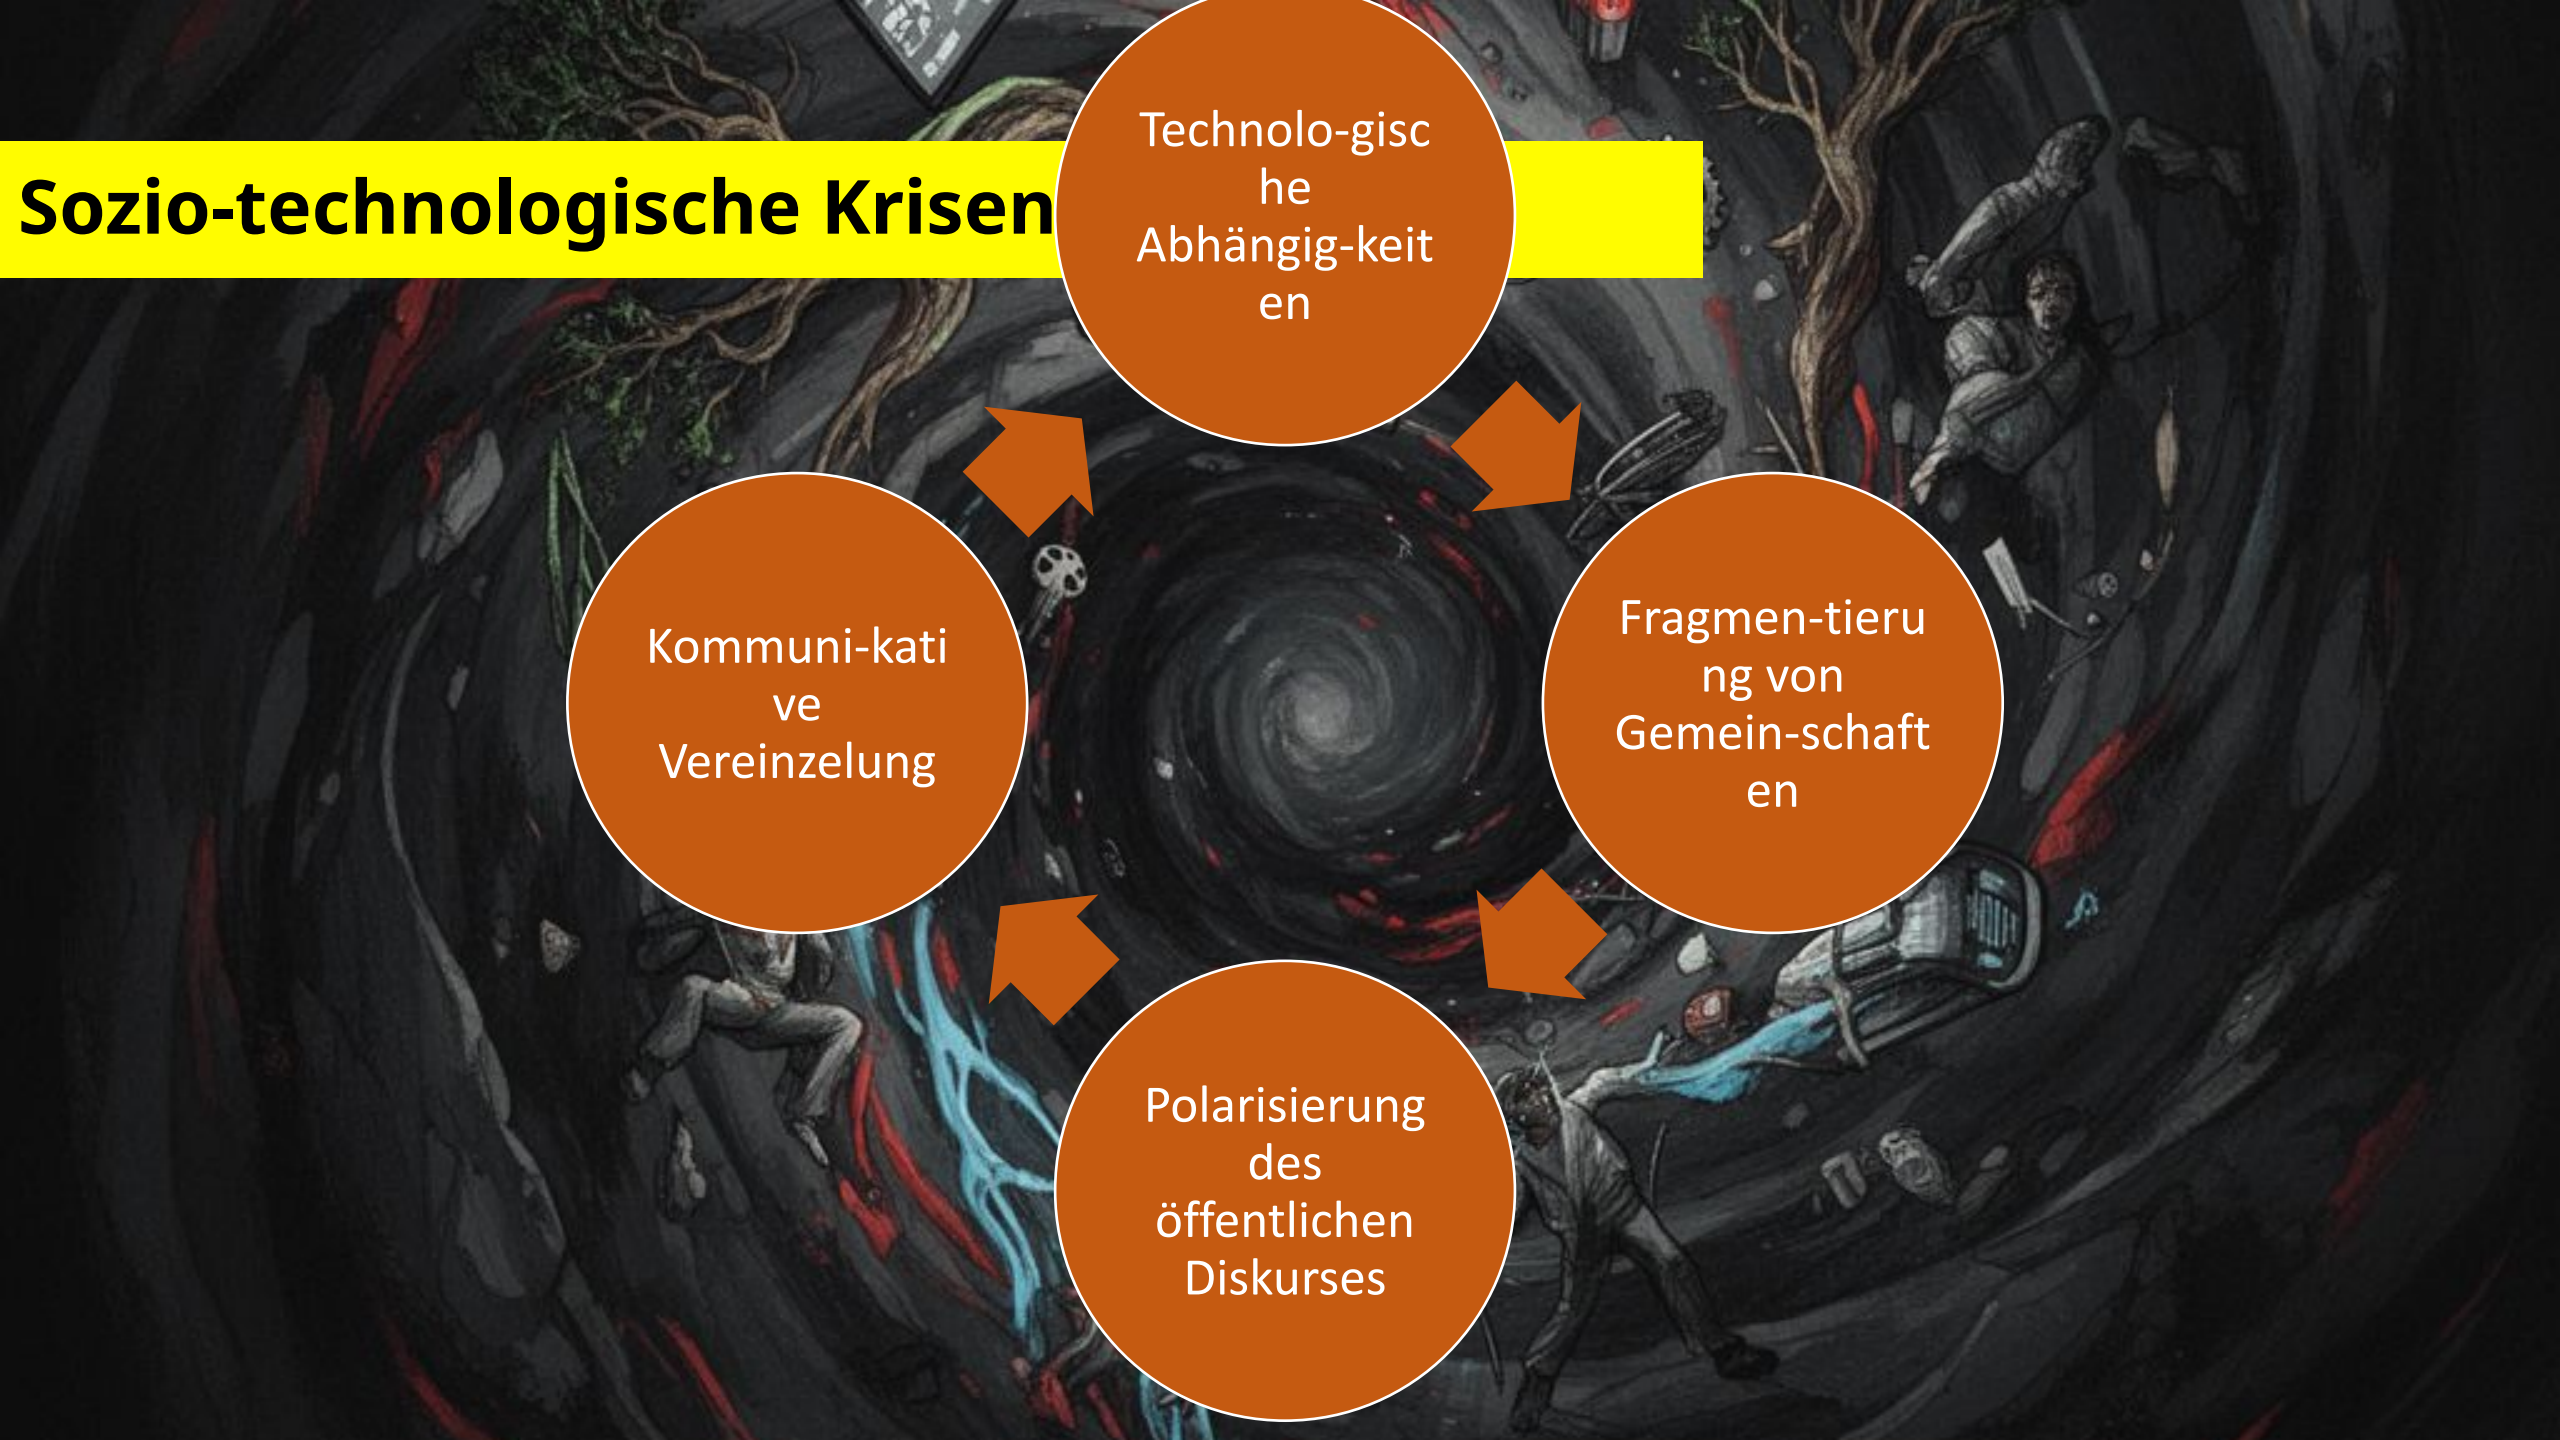 Sozio-technologische Krisen
Technolo-gisc
he
Abhängig-keit
en
Fragmen-tieru
ng von
Gemein-schaft
en
Polarisierung
des
öffentlichen
Diskurses
Kommuni-kati
ve
Vereinzelung